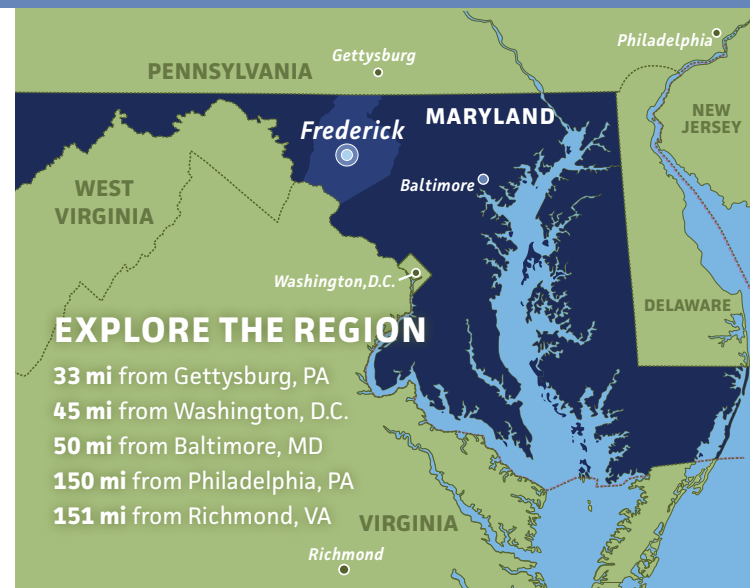 Philadelphia
Gettysburg
PENNSYLVANIA
NEW
JERSEY
MARYLAND
Frederick
WEST
VIRGINIA
Baltimore
Washington,D.C.
DELAWARE
EXPLORE THE REGION
33 mi from Gettysburg, PA
45 mi from Washington, D.C.
50 mi from Baltimore, MD
150 mi from Philadelphia, PA
151 mi from Richmond, VA
VIRGINIA
Richmond